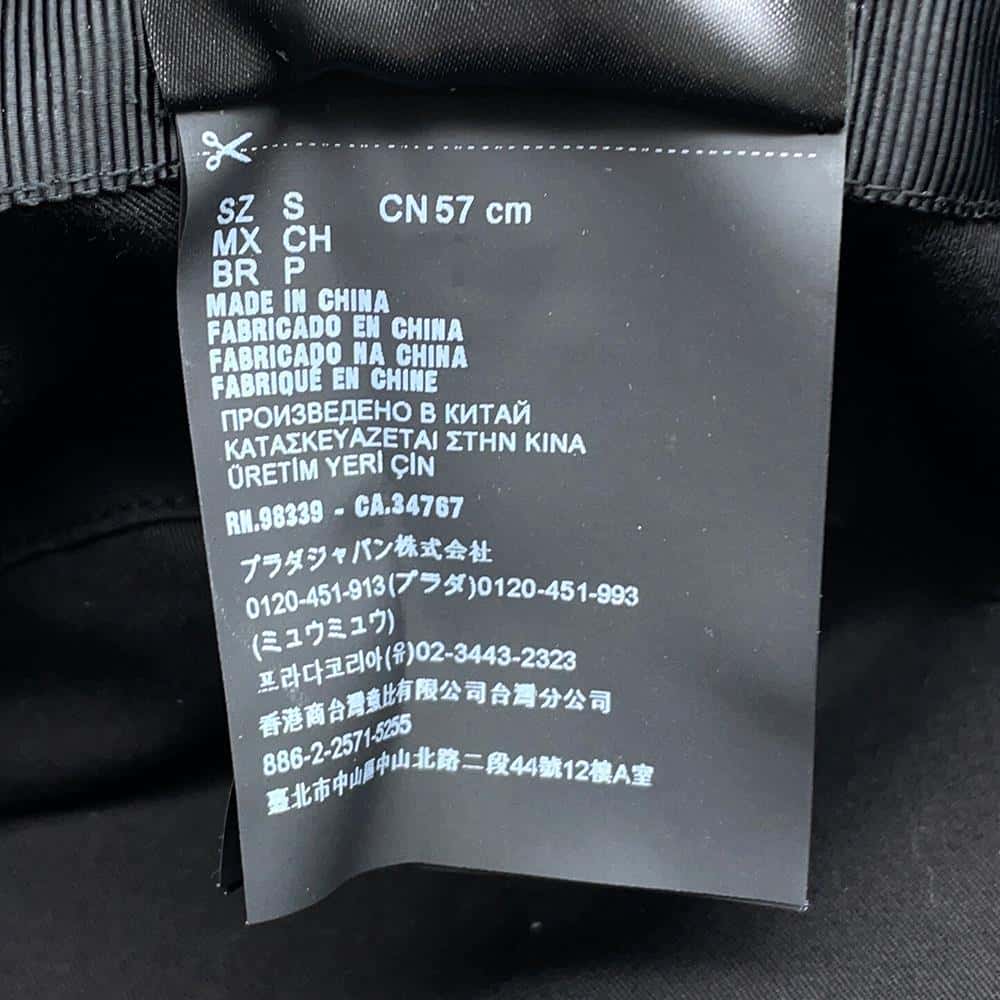 SZ S CN 57 cm
MX CH
BR P
MADE IN CHINA
FABRICADO EN CHINA
FABRICADO NA CHINA
FABRIQUÉ EN CHINE
ПРОИЗВЕДЕНО В КИТАЙ
ΚΑΤΑΣΚΕΥΑΖΕΤΑΙ ΣΤΗΝ ΚΙΝΑ
ÜRETİM YERİ ÇİN
RN.98339 - CA.34767
プラダジャパン株式会社
0120-451-913(プラダ)0120-451-993
(ミュウミュウ)
프라다코리아(유)02-3443-2323
香港商台灣意比有限公司台灣分公司
886-2-2571-5255
臺北市中山區中山北路二段44號12樓A室